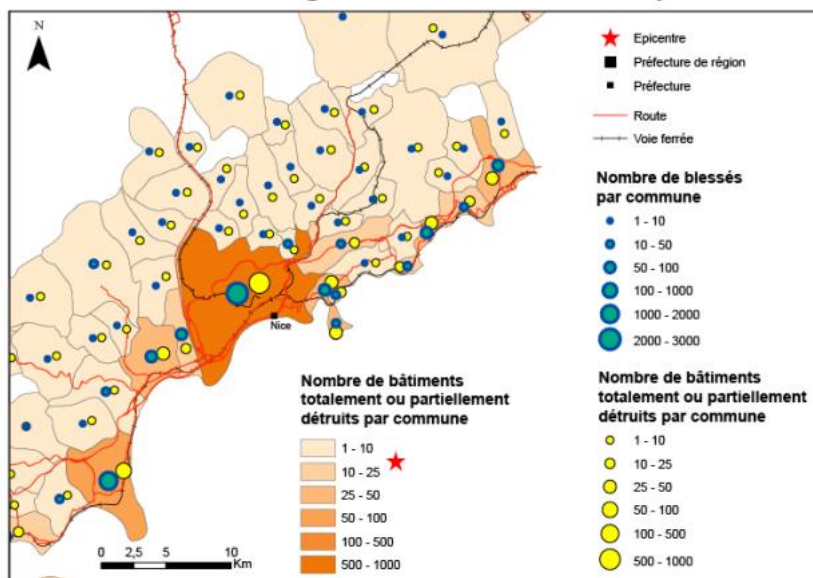 N
Epicentre
Préfecture de région
Préfecture
Route
Voie ferrée
Nombre de blessés
par commune
1 - 10
10 - 50
50 - 100
100 - 1000
1000 - 2000
2000 - 3000
Nice
Nombre de bâtiments
totalement ou partiellement
détruits par commune
1 - 10
10 - 25
25 - 50
50 - 100
100 - 500
500 - 1000
Nombre de bâtiments
totalement ou partiellement
détruits par commune
1 - 10
10 - 25
25 - 50
50 - 100
100 - 500
500 - 1000
0 2,5 5 10
Km